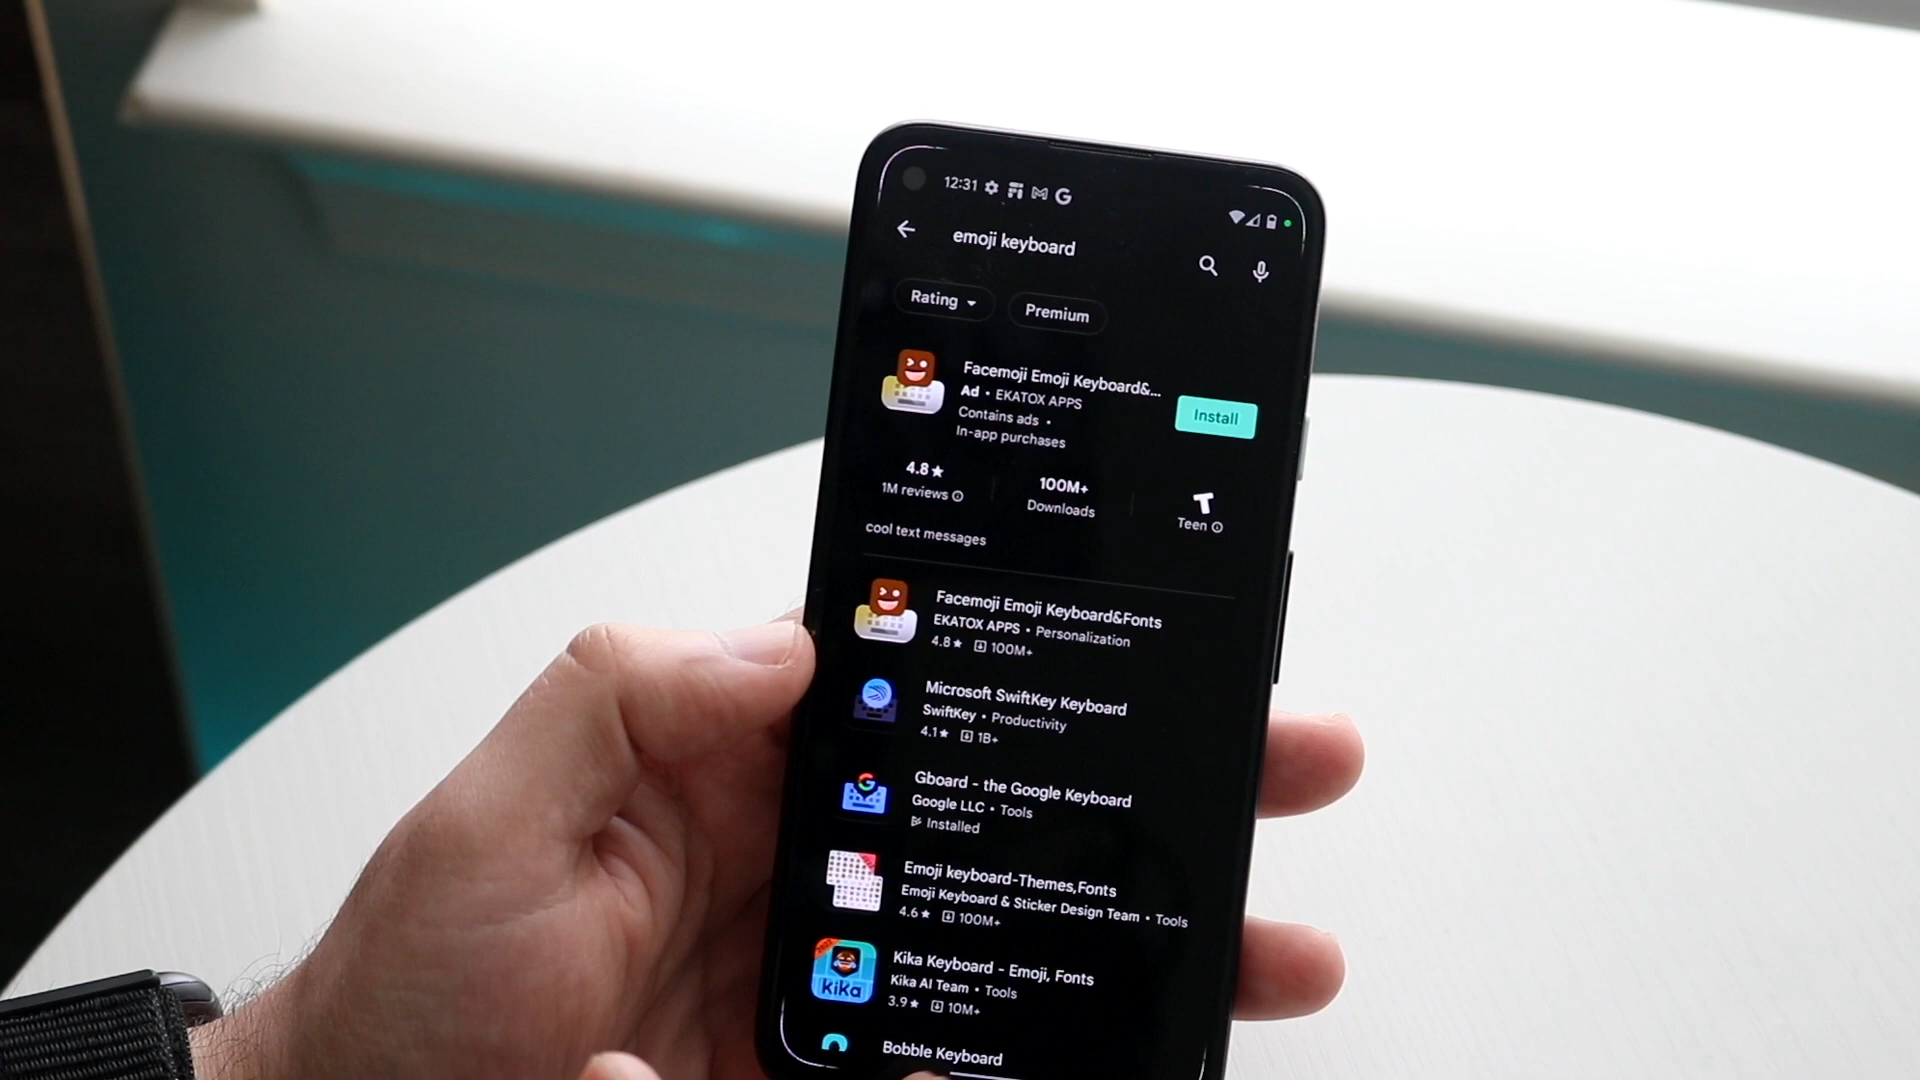 12:31
emoji keyboard
Rating
Premium
Facemoji Emoji Keyboard&...
Ad • EKATOX APPS
Contains ads •
In-app purchases
Install
4.8★
1M reviews
100M+
Downloads
Teen
cool text messages
Facemoji Emoji Keyboard&Fonts
EKATOX APPS • Personalization
4.8★ 100M+
Microsoft SwiftKey Keyboard
SwiftKey • Productivity
4.1★ 1B+
Gboard - the Google Keyboard
Google LLC • Tools
Installed
Emoji keyboard-Themes,Fonts
Emoji Keyboard & Sticker Design Team • Tools
4.6★ 100M+
kika
Kika Keyboard - Emoji, Fonts
Kika AI Team • Tools
3.9★ 10M+
Bobble Keyboard